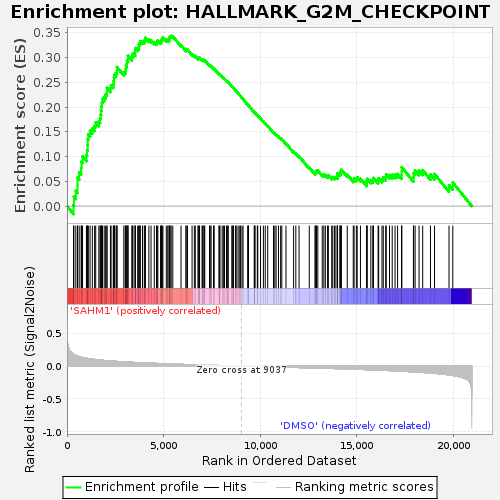 Enrichment plot: HALLMARK_G2M_CHECKPOINT
Enrichment score (ES)
0.35
0.30
0.25
0.20
0.15
0.10
0.05
0.00
'SAHM1' (positively correlated)
Ranked list metric (Signal2Noise)
0.5
0.0
-0.5
-1.0
Zero cross at 9037
'DMSO' (negatively correlated)
0
5,000
10,000
15,000
20,000
Rank in Ordered Dataset
Enrichment profile
Hits
Ranking metric scores